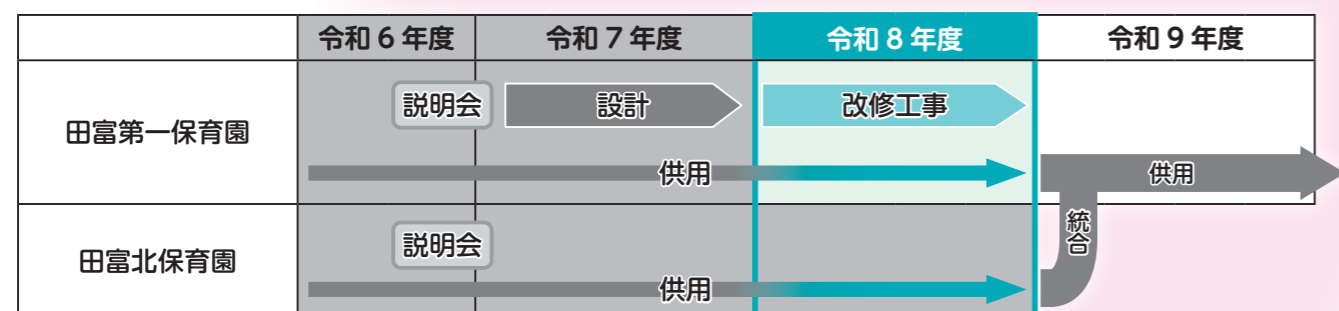 令和6年度 令和7年度 令和8年度 令和9年度
田富第一保育園 説明会 設計 改修工事
供用 供用
田富北保育園 説明会 統合
供用